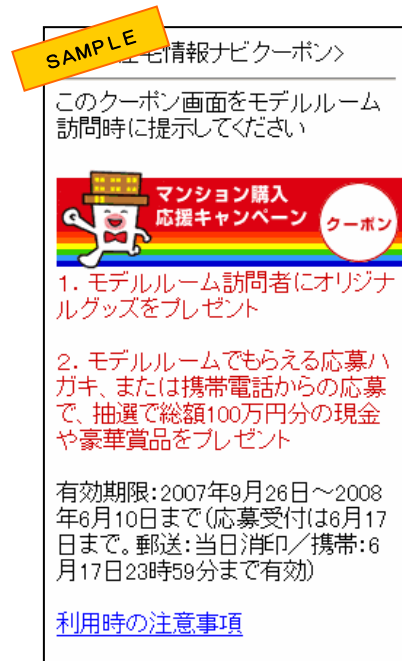 SAMPLE
宅情報ナビクーポン>
このクーポン画面をモデルルーム
訪問時に提示してください
マンション購入
応援キャンペーン
クーポン
1. モデルルーム訪問者にオリジナ
ルグッズをプレゼント
2. モデルルームでもらえる応募ハ
ガキ、または携帯電話からの応募
で、抽選で総額100万円分の現金
や豪華賞品をプレゼント
有効期限:2007年9月26日～2008
年6月10日まで(応募受付は6月17
日まで。郵送:当日消印／携帯:6
月17日23時59分まで有効)
利用時の注意事項